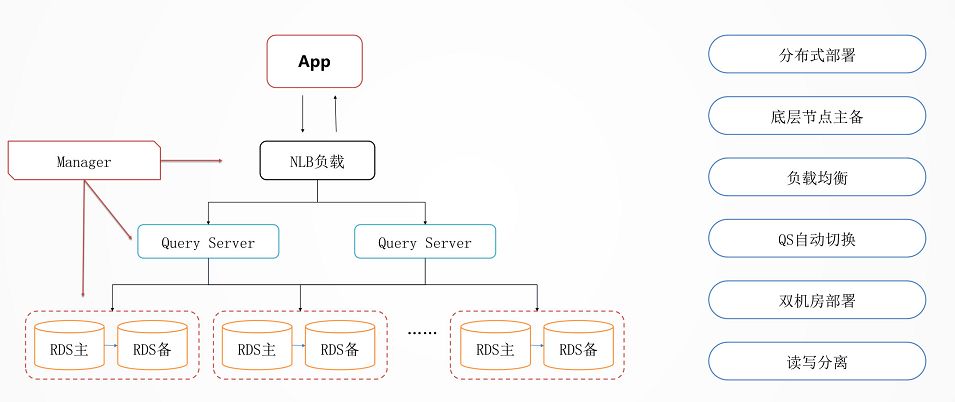 App
Manager
NLB负载
Query Server
Query Server
RDS主
RDS备
RDS主
RDS备
......
RDS主
RDS备
分布式部署
底层节点主备
负载均衡
QS自动切换
双机房部署
读写分离